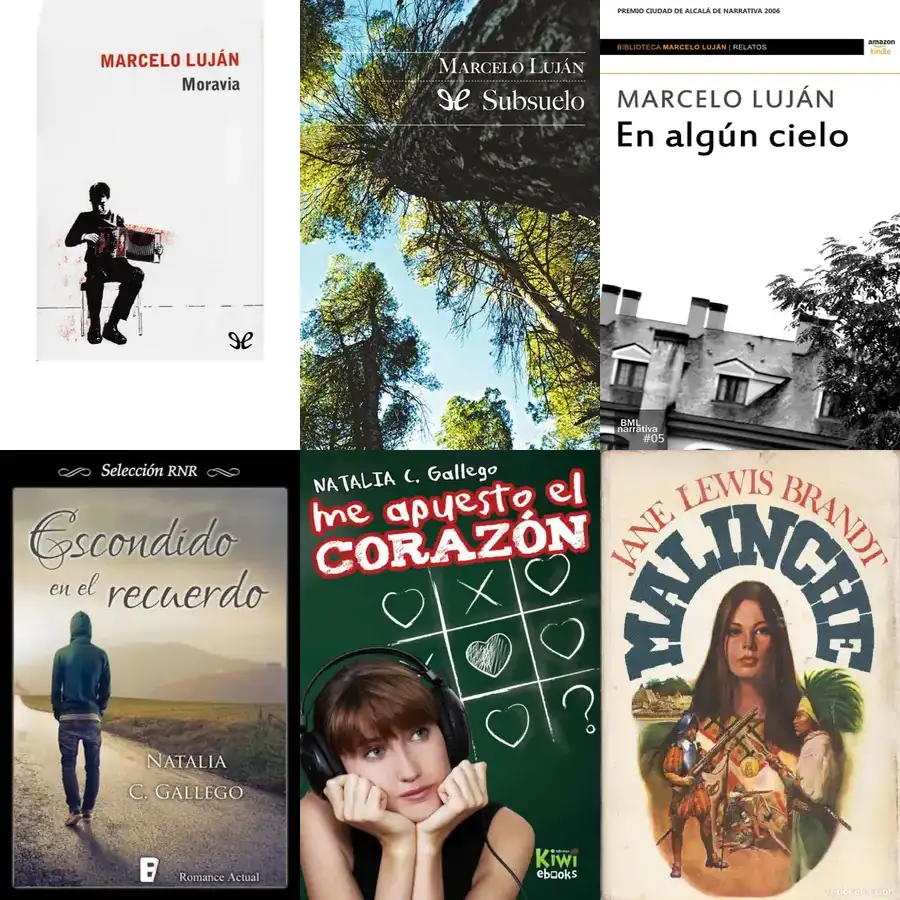 MARCELO LUJÁN
Moravia
MARCELO LUJÁN
Subsuelo
PREMIO CIUDAD DE ALCALÁ DE NARRATIVA 2006
BIBLIOTECA MARCELO LUJÁN | RELATOS
amazon
kindle
MARCELO LUJÁN
En algún cielo
BML
narrativa
#05
Selección RNR
Escondido
en el recuerdo
NATALIA
C. GALLEGO
B
Romance Actual
NATALIA C. Gallego
me apuesto el
CORAZÓN
?
Kiwi
ebooks
JANE LEWIS BRANDT
MALINCHE